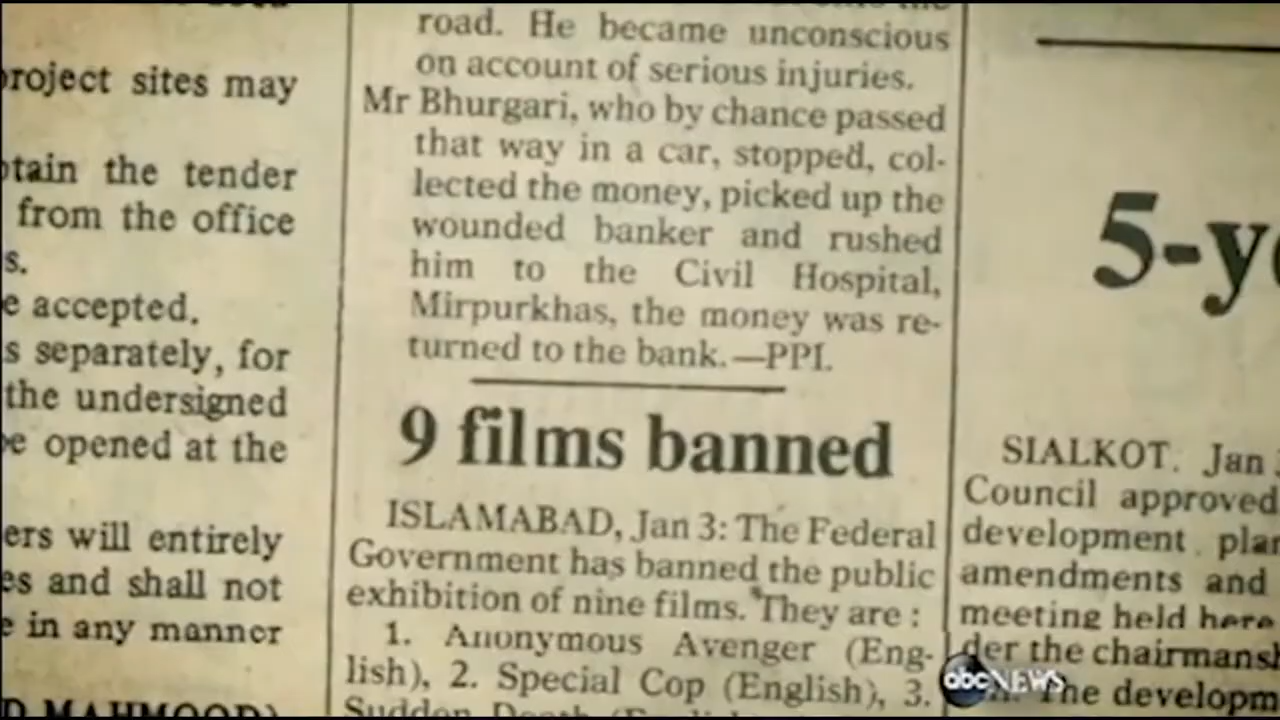 project sites may
tain the tender
from the office
s.
e accepted.
s separately, for
the undersigned
e opened at the
ers will entirely
es and shall not
e in any manner
D MAHMOOD)
road. He became unconscious
on account of serious injuries.
Mr Bhurgari, who by chance passed
that way in a car, stopped, col-
lected the money, picked up the
wounded banker and rushed
him to the Civil Hospital,
Mirpurkhas, the money was re-
turned to the bank.—PPI.
9 films banned
ISLAMABAD, Jan 3: The Federal
Government has banned the public
exhibition of nine films. They are :
1. Anonymous Avenger (Eng-
lish), 2. Special Cop (English), 3.
Sudden Death
5-y
SIALKOT. Jan
Council approved
development plan
amendments and
meeting held here
der the chairmansh
The developm
abc NEWS